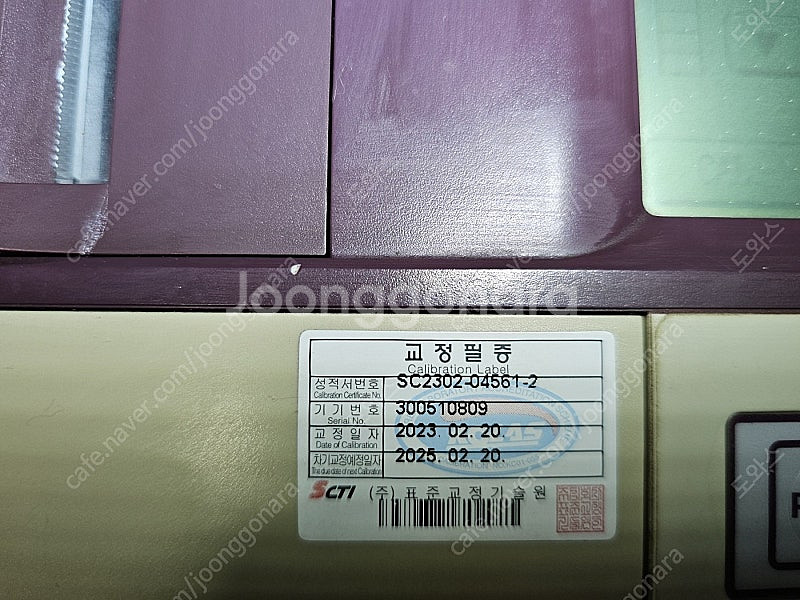 교정필증
Calibration Label
성적서번호 SC2302-04561-2
Calibration Certificate No.
기기번호 300510809
Serial No.
교정일자 2023. 02. 20.
Date of Calibration
차기교정예정일자 2025. 02. 20.
The due date of next Calibration
SCTI (주)표준교정기술원
Joonggonara
cafe.naver.com/joonggonara
도와스